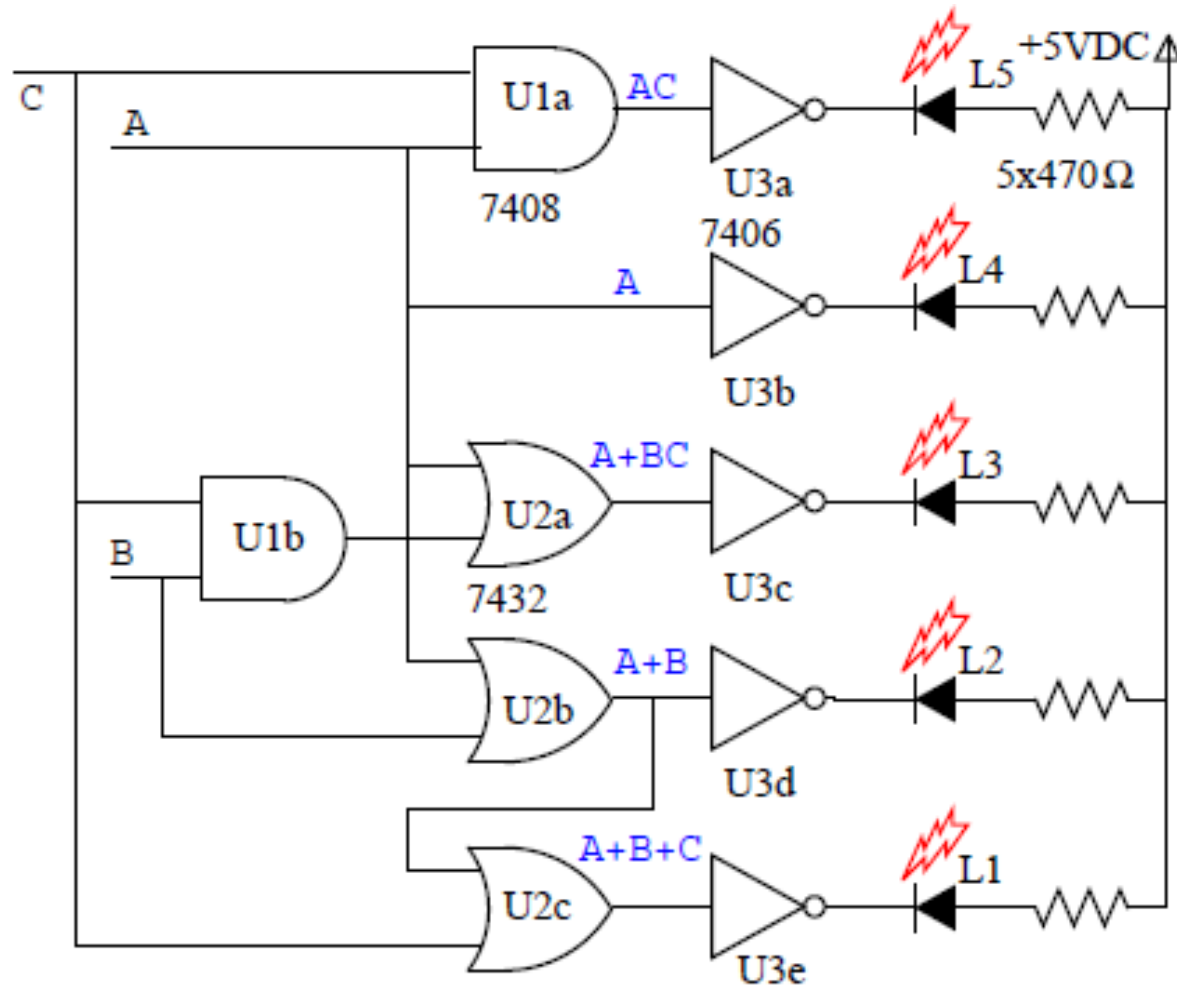 +5VDC
C
U1a
AC
L5
A
U3a
5x470Ω
7408
7406
A
L4
U3b
A+BC
L3
U1b
U2a
B
U3c
7432
A+B
L2
U2b
U3d
A+B+C
L1
U2c
U3e